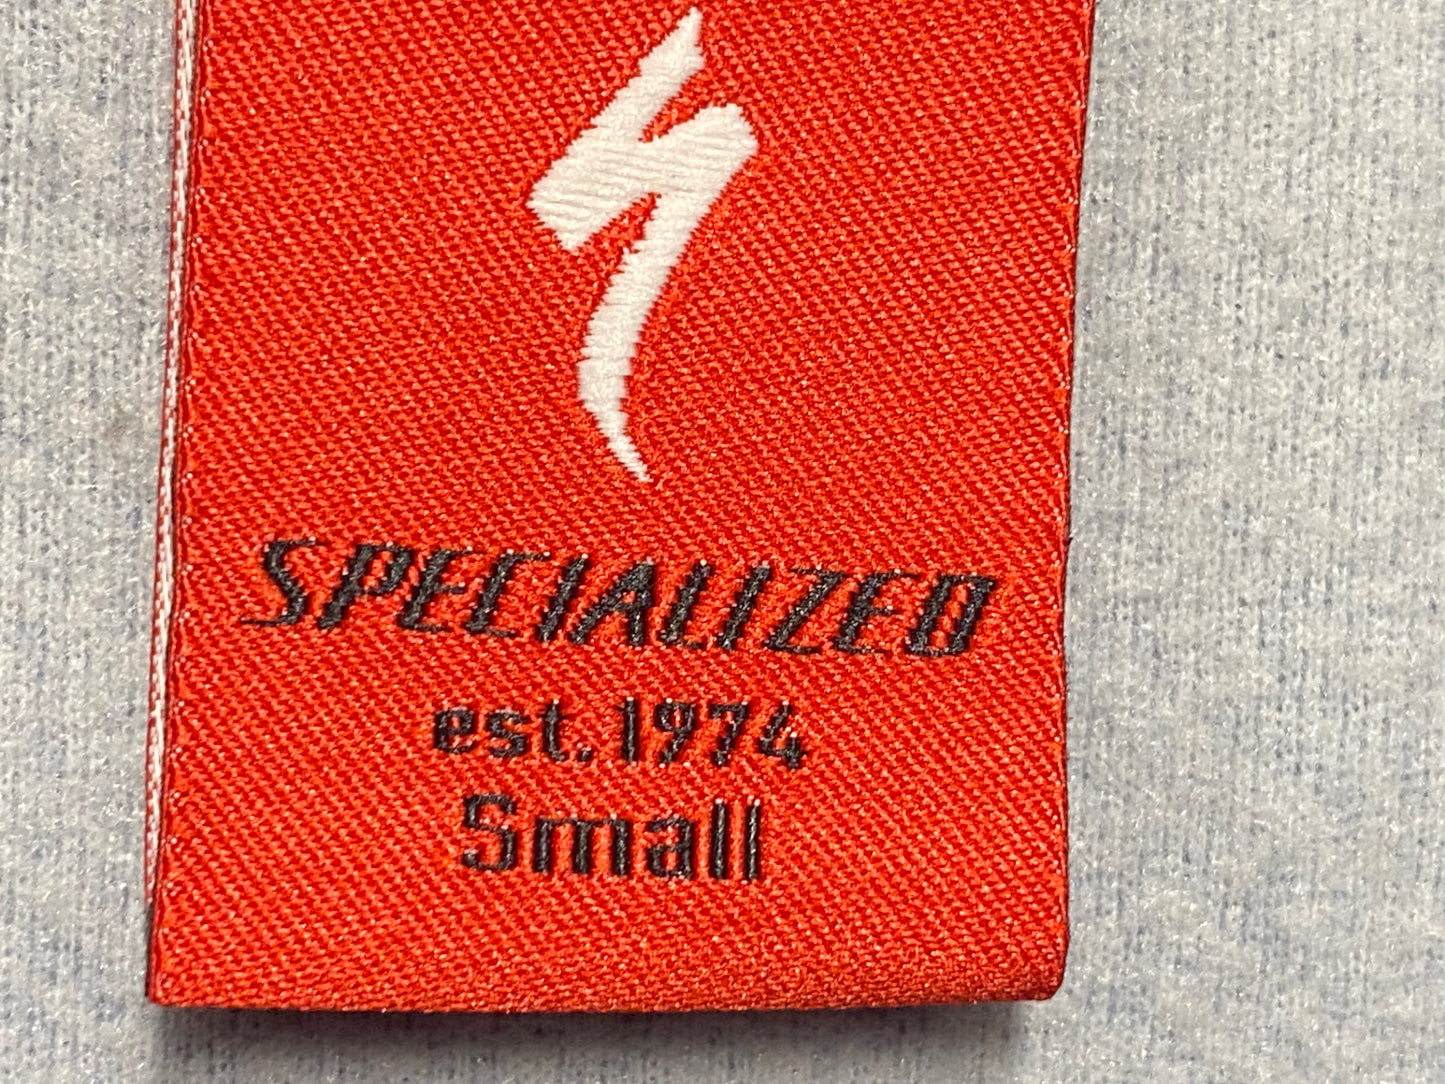 SPECIALIZED
est. 1974
Small